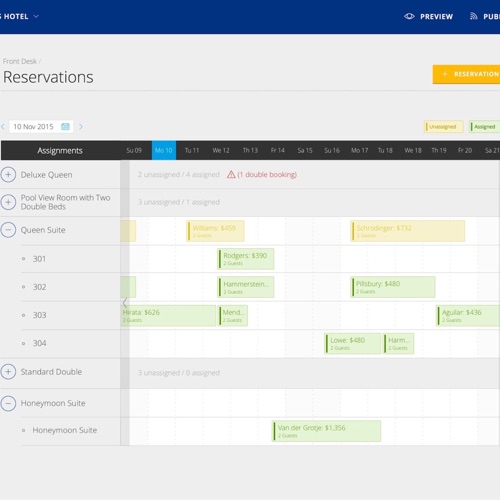 S HOTEL
PREVIEW
PUB
Front Desk /
Reservations
+ RESERVATION
10 Nov 2015
Unassigned
Assigned
Assignments
Su 09
Mo 10
Tu 11
We 12
Th 13
Fr 14
Sa 15
Su 16
Mo 17
Tu 18
We 18
Th 19
Fr 20
Sa 21
Deluxe Queen
2 unassigned / 4 assigned
(1 double booking)
Pool View Room with Two
Double Beds
3 unassigned / 1 assigned
Queen Suite
Williams: $459
2 Guests
Schrodinger: $732
2 Guests
301
Rodgers: $390
2 Guests
302
Hammerstein...
2 Guests
Pillsbury: $480
2 Guests
303
Hirata: $626
2 Guests
Mend...
2 Guests
Aguilar: $436
2 Guests
304
Lowe: $480
2 Guests
Harm...
2 Guests
Standard Double
3 unassigned / 0 assigned
Honeymoon Suite
Honeymoon Suite
Van der Grotje: $1,356
2 Guests